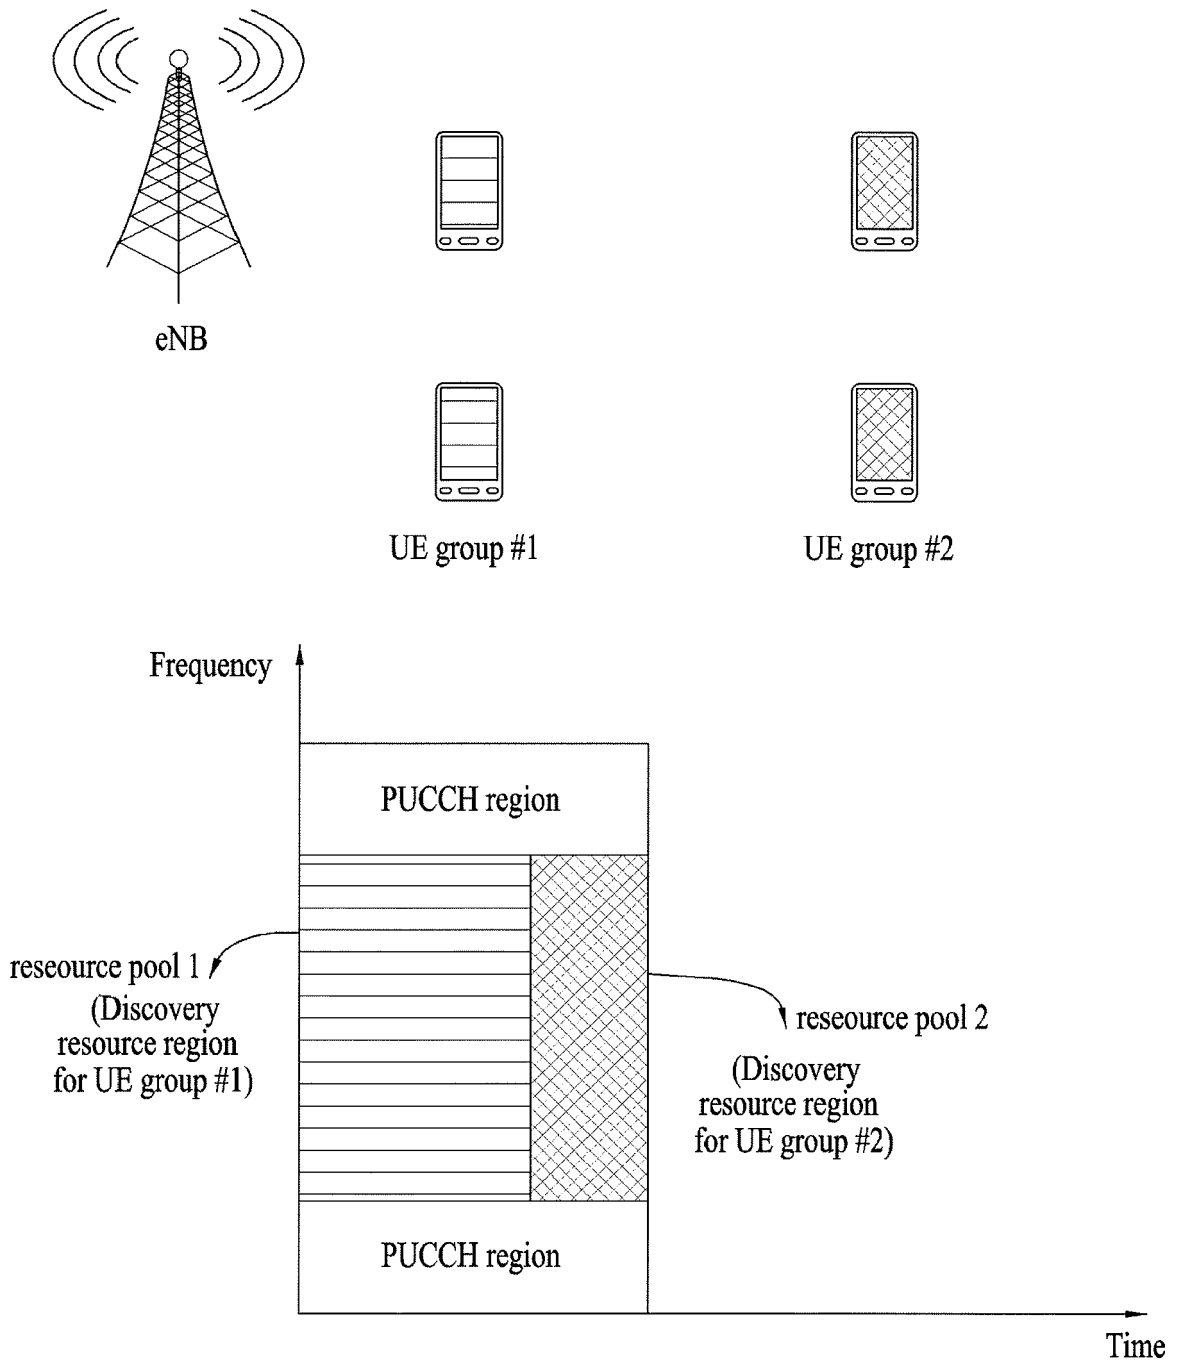 eNB
UE group #1
UE group #2
Frequency
PUCCH region
reseource pool 1
(Discovery
resource region
for UE group #1)
reseource pool 2
(Discovery
resource region
for UE group #2)
PUCCH region
Time